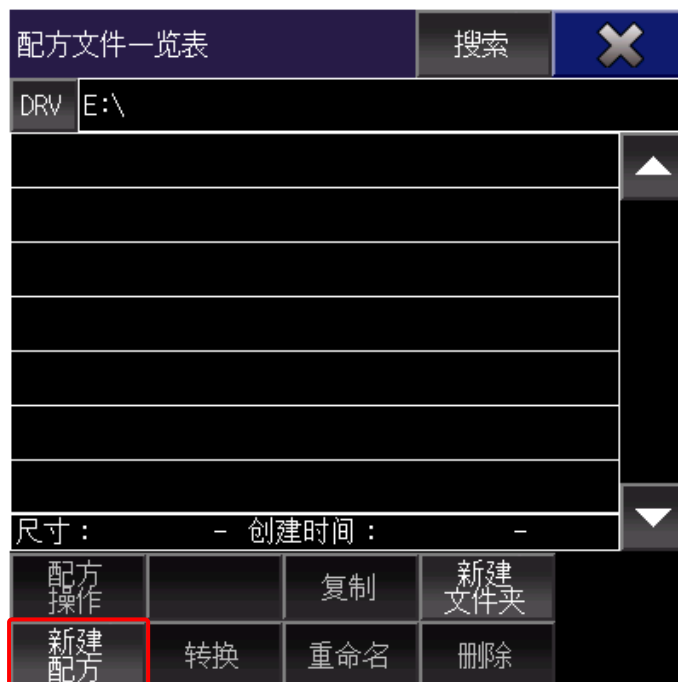 配方文件一览表 搜索
DRV E:\
尺寸： - 创建时间： -
配方操作 复制 新建文件夹
新建配方 转换 重命名 删除